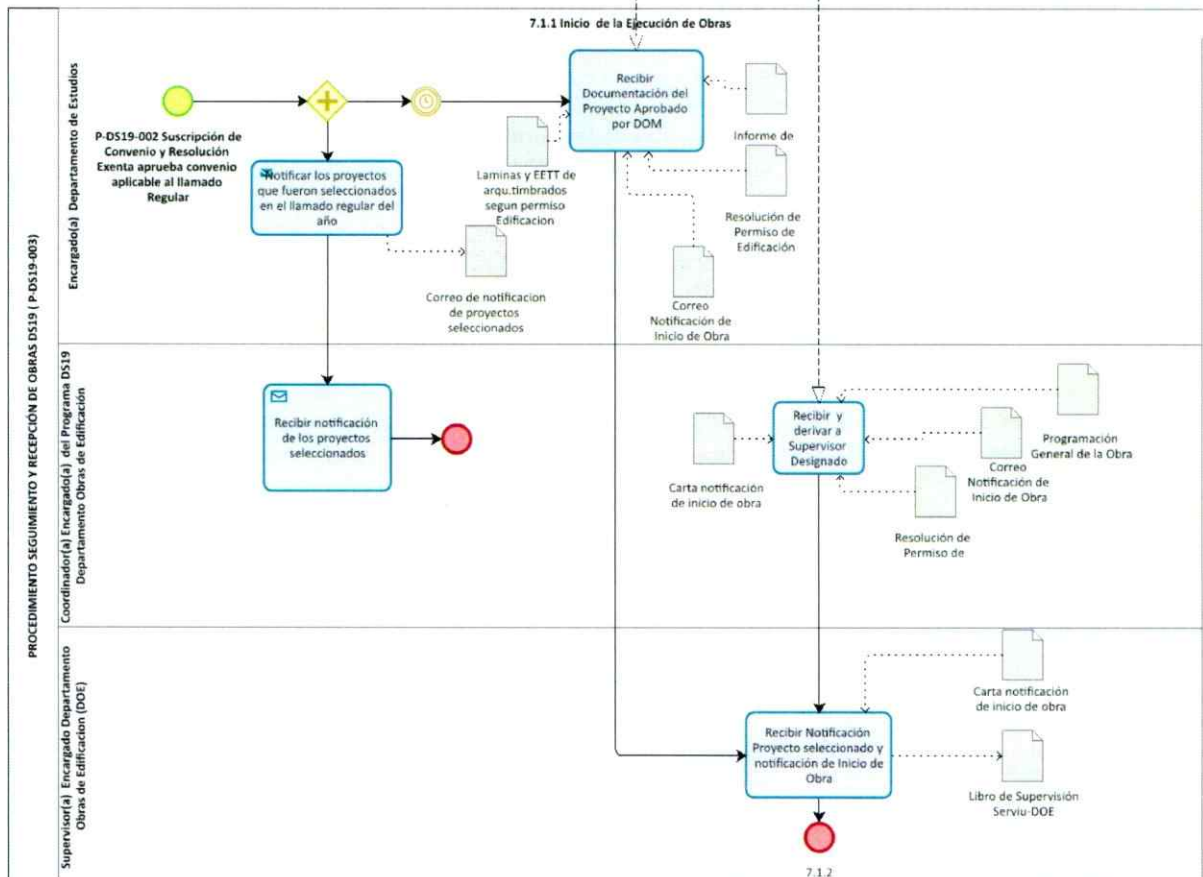 7.1.1 Inicio de la Ejecución de Obras
PROCEDIMIENTO SEGUIMIENTO Y RECEPCIÓN DE OBRAS DS19 ( P-DS19-003)
Encargado(a) Departamento de Estudios
P-DS19-002 Suscripción de
Convenio y Resolución
Exenta aprueba convenio
aplicable al llamado
Regular
Notificar los proyectos
que fueron seleccionados
en el llamado regular del
año
Correo de notificacion
de proyectos
seleccionados
Recibir
Documentación del
Proyecto Aprobado
por DOM
Laminas y EETT de
arqu.timbrados
segun permiso
Edificacion
Informe de
Resolución de
Permiso de
Edificación
Correo
Notificación de
Inicio de Obra
Coordinador(a) Encargado(a) del Programa DS19
Departamento Obras de Edificación
Recibir notificación
de los proyectos
seleccionados
Carta notificación
de inicio de obra
Recibir y
derivar a
Supervisor
Designado
Programación
General de la Obra
Correo
Notificación de
Inicio de Obra
Resolución de
Permiso de
Supervisor(a) Encargado Departamento
Obras de Edificacion (DOE)
Recibir Notificación
Proyecto seleccionado y
notificación de Inicio de
Obra
Carta notificación
de inicio de obra
Libro de Supervisión
Serviu-DOE
7.1.2